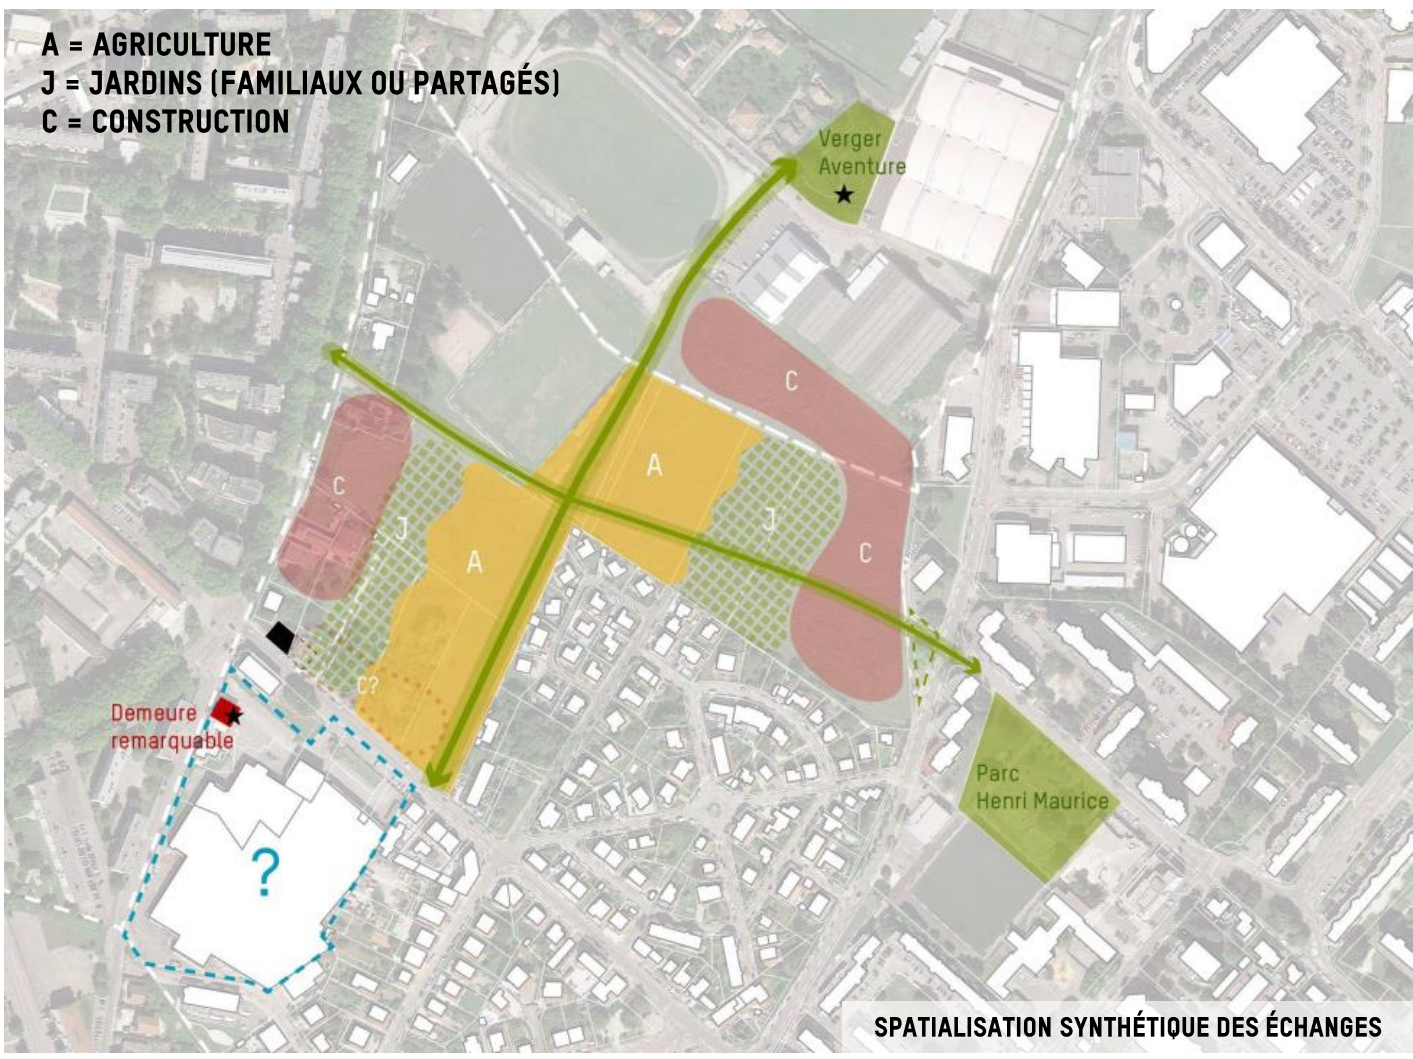 A = AGRICULTURE
J = JARDINS (FAMILIAUX OU PARTAGÉS)
C = CONSTRUCTION
Verger
Aventure
C
A
C
J
J
C
A
C?
Demeure
remarquable
Parc
Henri Maurice
?
SPATIALISATION SYNTHÉTIQUE DES ÉCHANGES